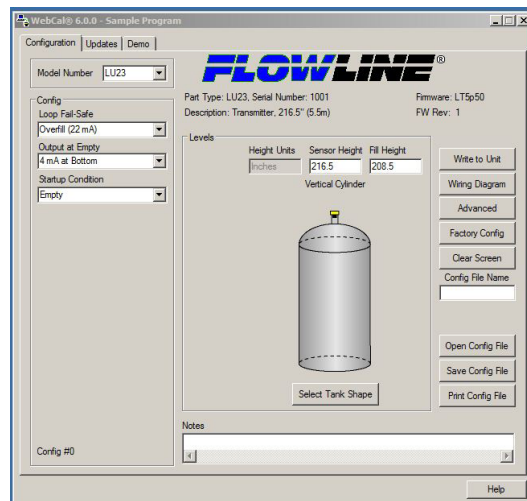 WebCal® 6.0.0 - Sample Program
Configuration Updates Demo
Model Number LU23
FLOWLINE®
Part Type: LU23, Serial Number: 1001
Firmware: LT5p50
Description: Transmitter, 216.5" (5.5m)
FW Rev: 1
Config
Loop Fail-Safe
Overfill (22 mA)
Output at Empty
4 mA at Bottom
Startup Condition
Empty
Config #0
Levels
Height Units Sensor Height Fill Height
Inches 216.5 208.5
Vertical Cylinder
Select Tank Shape
Write to Unit
Wiring Diagram
Advanced
Factory Config
Clear Screen
Config File Name
Open Config File
Save Config File
Print Config File
Notes
Help